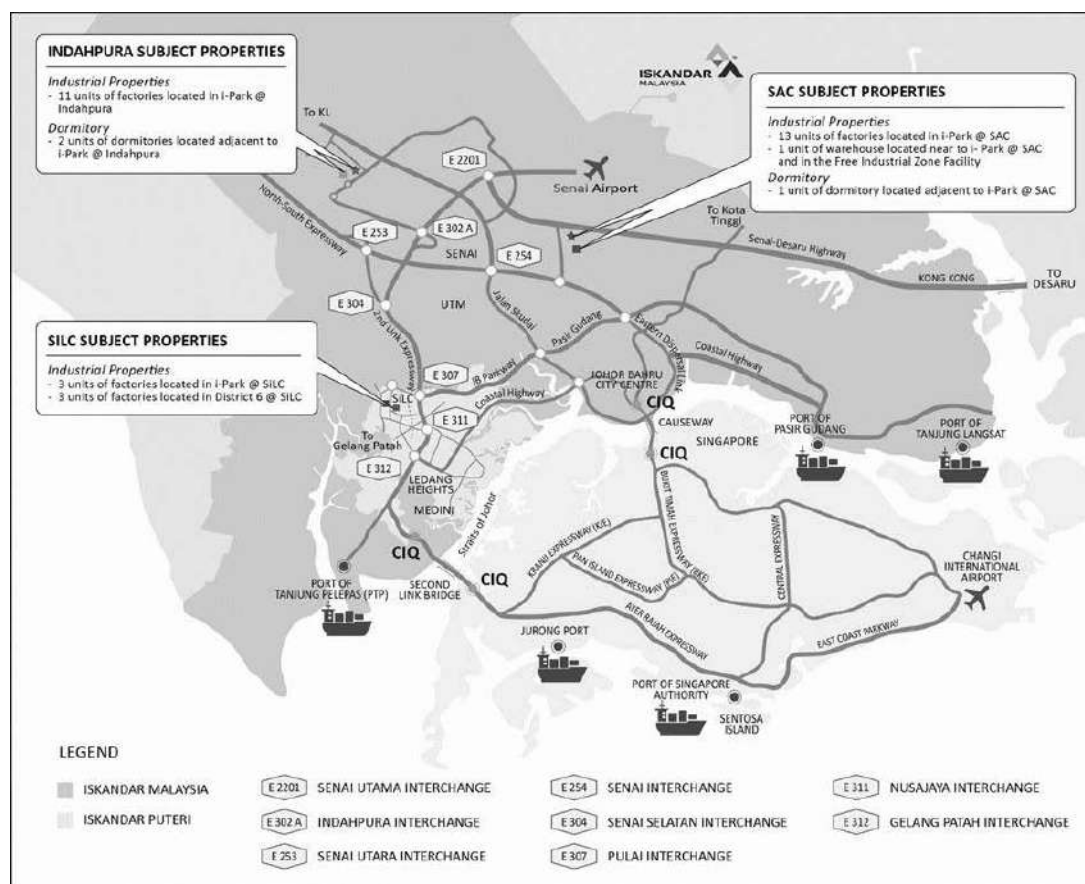 INDAHPURA SUBJECT PROPERTIES
Industrial Properties
- 11 units of factories located in i-Park @
Indahpura
Dormitory
- 2 units of dormitories located adjacent to
i-Park @ Indahpura
ISKANDAR
MALAYSIA
SAC SUBJECT PROPERTIES
Industrial Properties
- 13 units of factories located in i-Park @ SAC
- 1 unit of warehouse located near to i- Park @ SAC
and in the Free Industrial Zone Facility
Dormitory
- 1 unit of dormitory located adjacent to i-Park @ SAC
To KL
E 2201
Senai Airport
To Kota
Tinggi
North-South Expressway
E 253
E 302 A
SENAI
E 254
Senai-Desaru Highway
KONG KONG
TO
DESARU
E 304
UTM
Jalan Skudai
2nd Link Expressway
Pasir Gudang
Eastern Dispersal Link
Coastal Highway
SILC SUBJECT PROPERTIES
Industrial Properties
- 3 units of factories located in i-Park @ SILC
- 3 units of factories located in District 6 @ SILC
SILC
E 307
JB Parkway
Coastal Highway
JOHOR BAHRU
CITY CENTRE
CIQ
CAUSEWAY
E 311
To
Gelang Patah
E 312
CIQ
SINGAPORE
PORT OF
PASIR GUDANG
PORT OF
TANJUNG LANGSAT
LEDANG
HEIGHTS
MEDINI
Straits of Johor
BUKIT TIMAH EXPRESSWAY (BKE)
KRANJI EXPRESSWAY (KJE)
PAN ISLAND EXPRESSWAY (PIE)
CENTRAL EXPRESSWAY
CHANGI
INTERNATIONAL
AIRPORT
CIQ
SECOND
LINK BRIDGE
CIQ
PORT OF
TANJUNG PELEPAS (PTP)
AYER RAJAH EXPRESSWAY
EAST COAST PARKWAY
JURONG PORT
PORT OF SINGAPORE
AUTHORITY
SENTOSA
ISLAND
LEGEND
ISKANDAR MALAYSIA
ISKANDAR PUTERI
E 2201 SENAI UTAMA INTERCHANGE
E 302 A INDAHPURA INTERCHANGE
E 253 SENAI UTARA INTERCHANGE
E 254 SENAI INTERCHANGE
E 304 SENAI SELATAN INTERCHANGE
E 307 PULAI INTERCHANGE
E 311 NUSAJAYA INTERCHANGE
E 312 GELANG PATAH INTERCHANGE